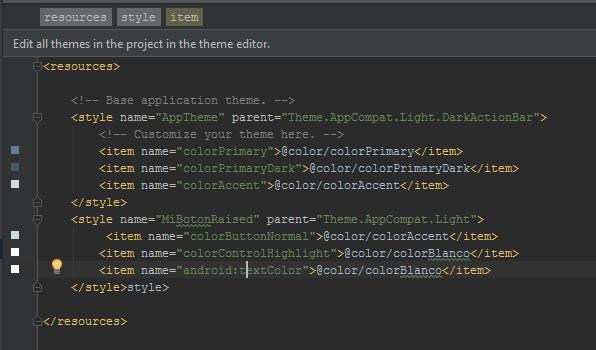 resources style item
Edit all themes in the project in the theme editor.
<resources>
<!-- Base application theme. -->
<style name="AppTheme" parent="Theme.AppCompat.Light.DarkActionBar">
<!-- Customize your theme here. -->
<item name="colorPrimary">@color/colorPrimary</item>
<item name="colorPrimaryDark">@color/colorPrimaryDark</item>
<item name="colorAccent">@color/colorAccent</item>
</style>
<style name="MiBotonRaised" parent="Theme.AppCompat.Light">
<item name="colorButtonNormal">@color/colorAccent</item>
<item name="colorControlHighlight">@color/colorBlanco</item>
<item name="android:textColor">@color/colorBlanco</item>
</style>style>
</resources>